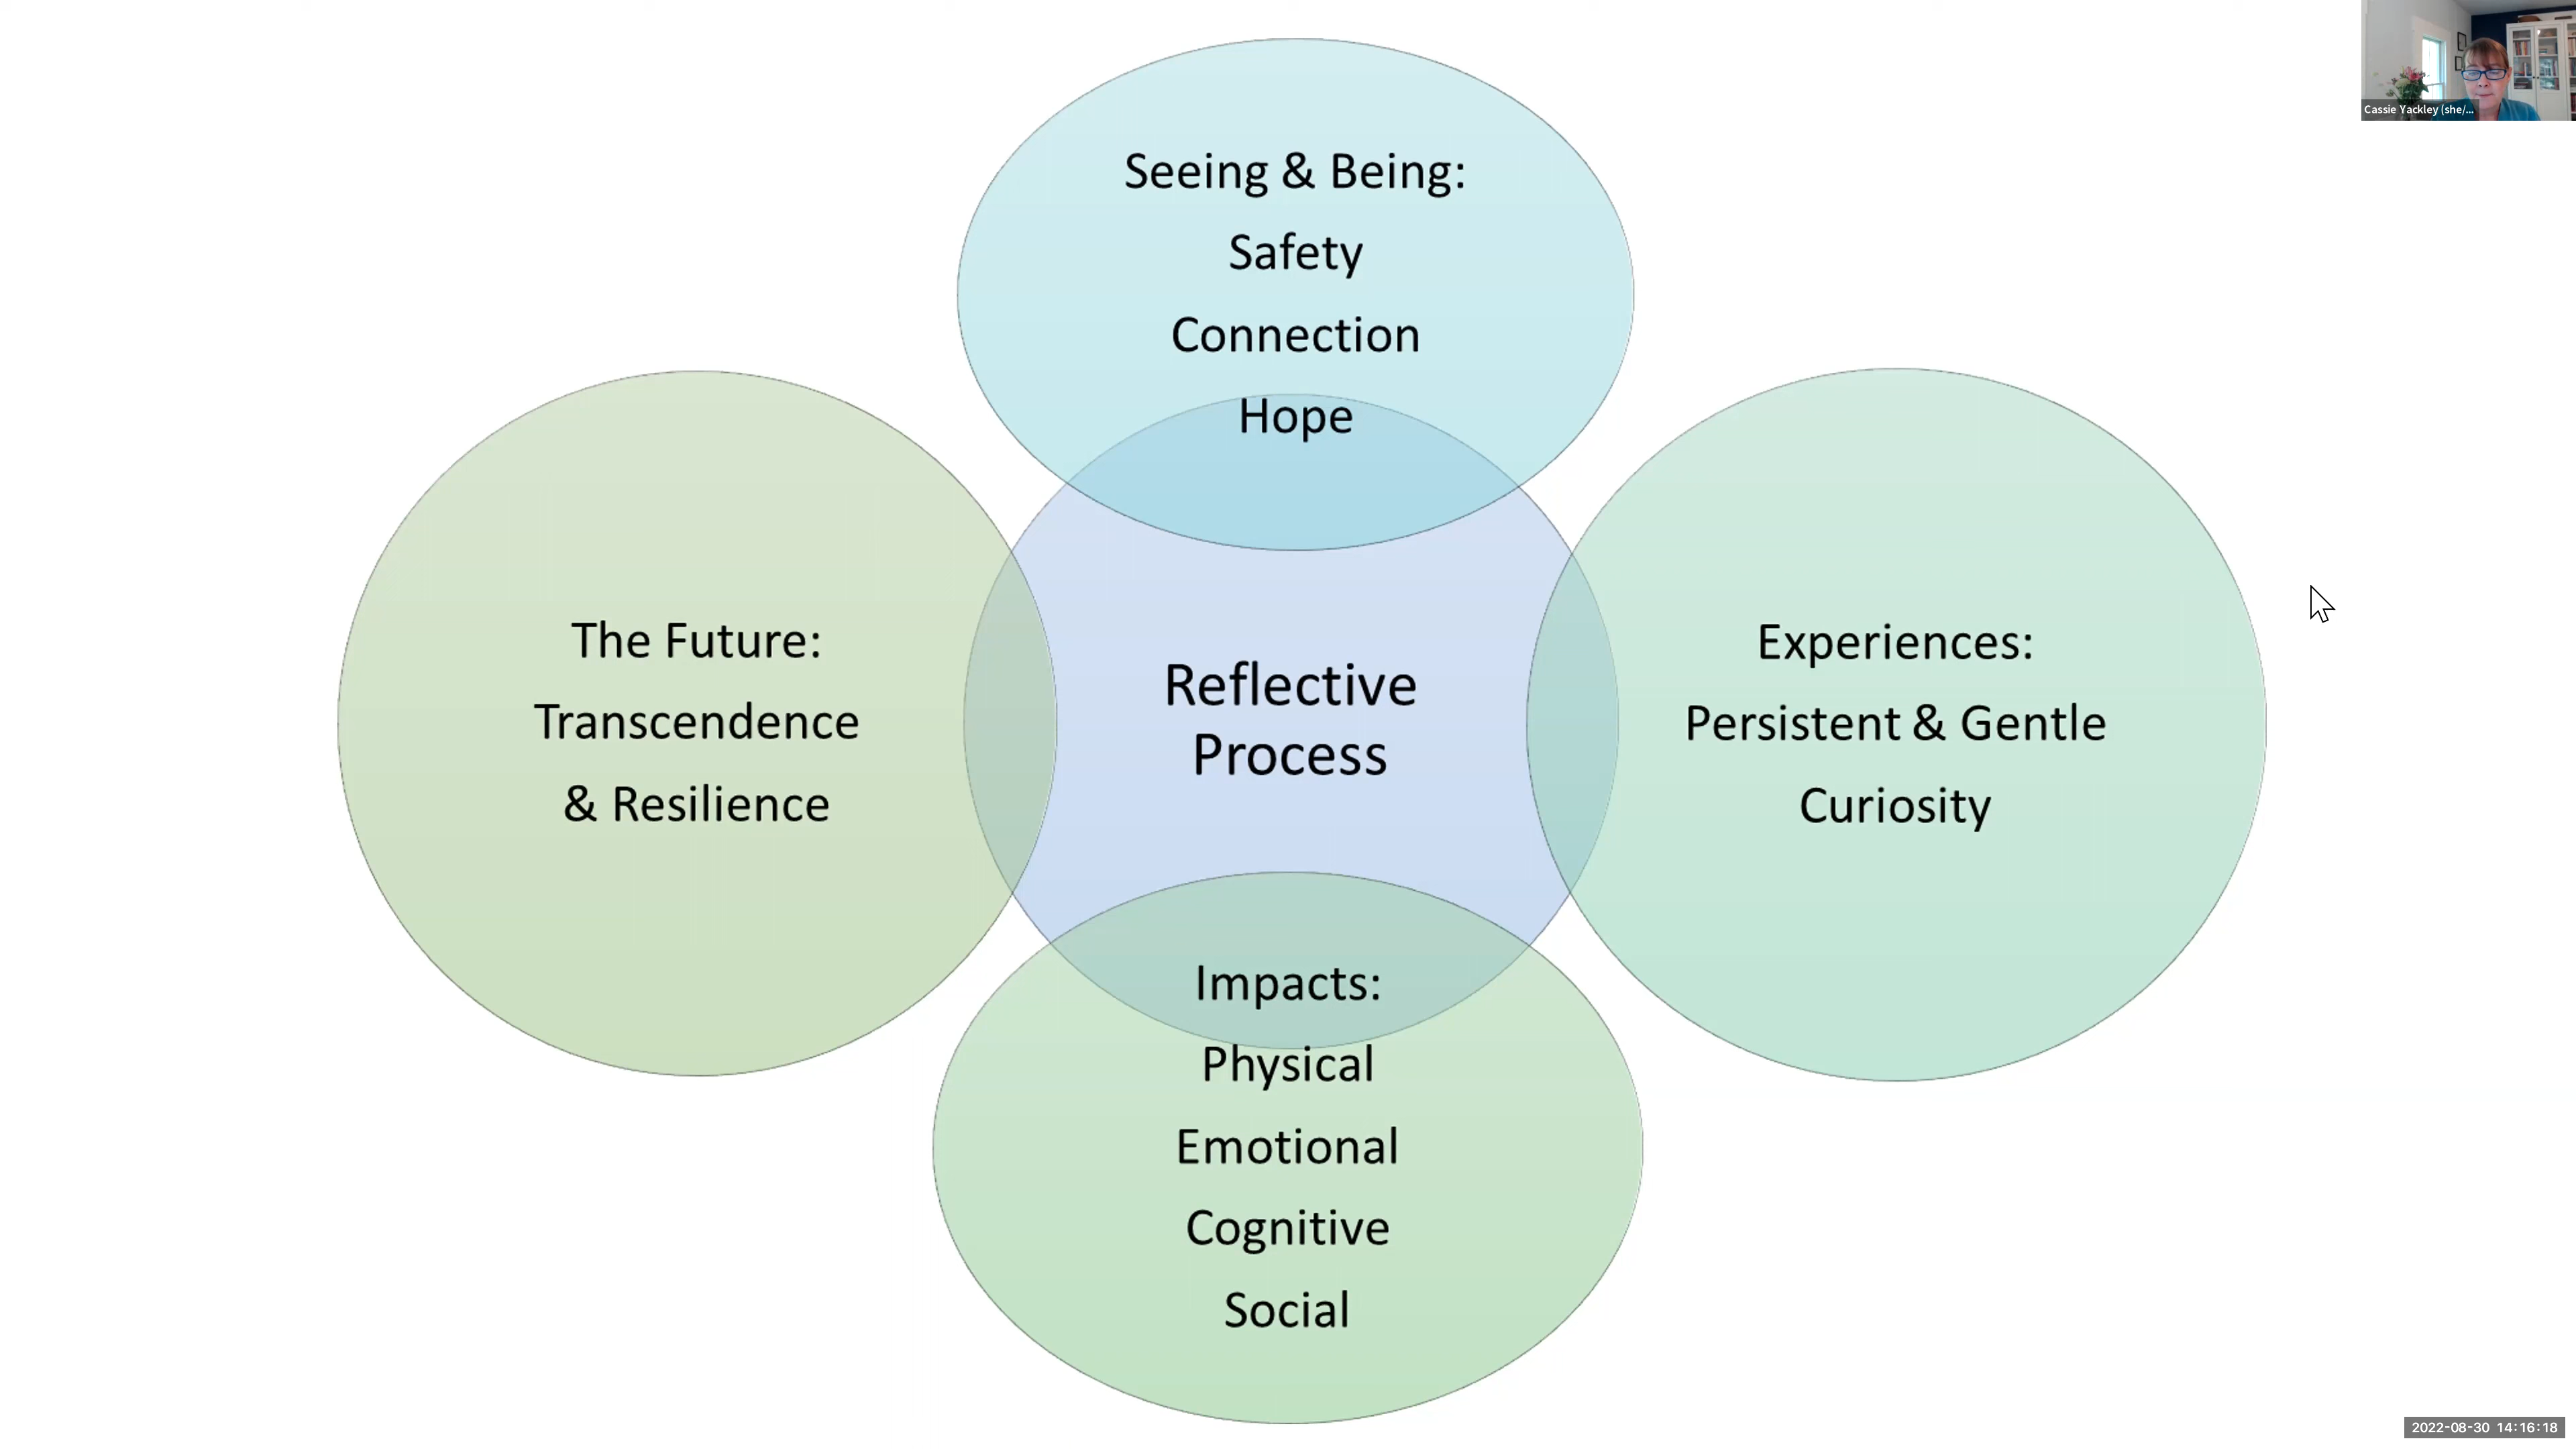 Cassie Yackley (she/...
Seeing & Being:
Safety
Connection
Hope
The Future:
Transcendence
& Resilience
Reflective
Process
Experiences:
Persistent & Gentle
Curiosity
Impacts:
Physical
Emotional
Cognitive
Social
2022-08-30 14:16:18